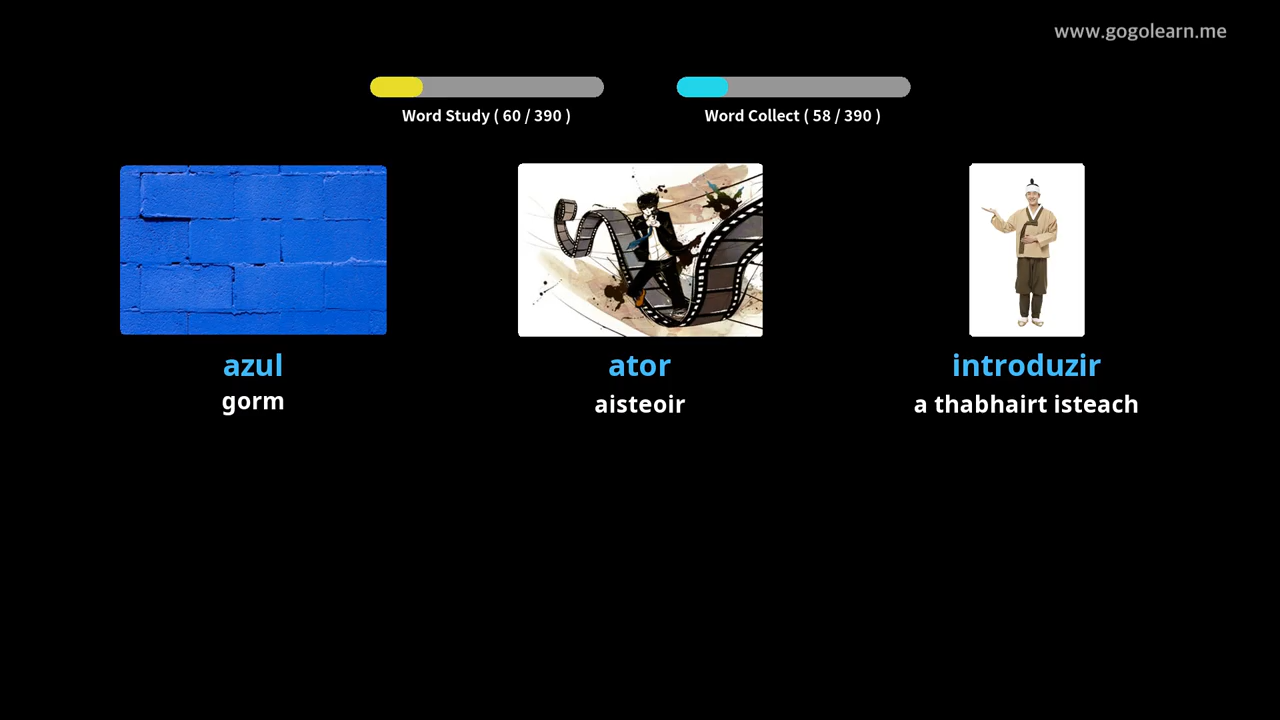 www.gogolearn.me
Word Study ( 60 / 390 )
Word Collect ( 58 / 390 )
azul
gorm
ator
aisteoir
introduzir
a thabhairt isteach